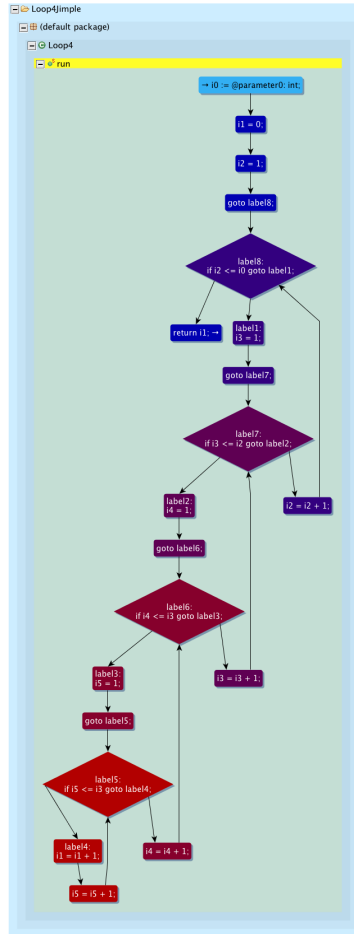 Loop4Jimple
(default package)
Loop4
run
→ i0 := @parameter0: int;
i1 = 0;
i2 = 1;
goto label8;
label8:
if i2 <= i0 goto label1;
return i1; →
label1:
i3 = 1;
goto label7;
label7:
if i3 <= i2 goto label2;
label2:
i4 = 1;
i2 = i2 + 1;
goto label6;
label6:
if i4 <= i3 goto label3;
label3:
i5 = 1;
i3 = i3 + 1;
goto label5;
label5:
if i5 <= i3 goto label4;
label4:
i1 = i1 + 1;
i4 = i4 + 1;
i5 = i5 + 1;